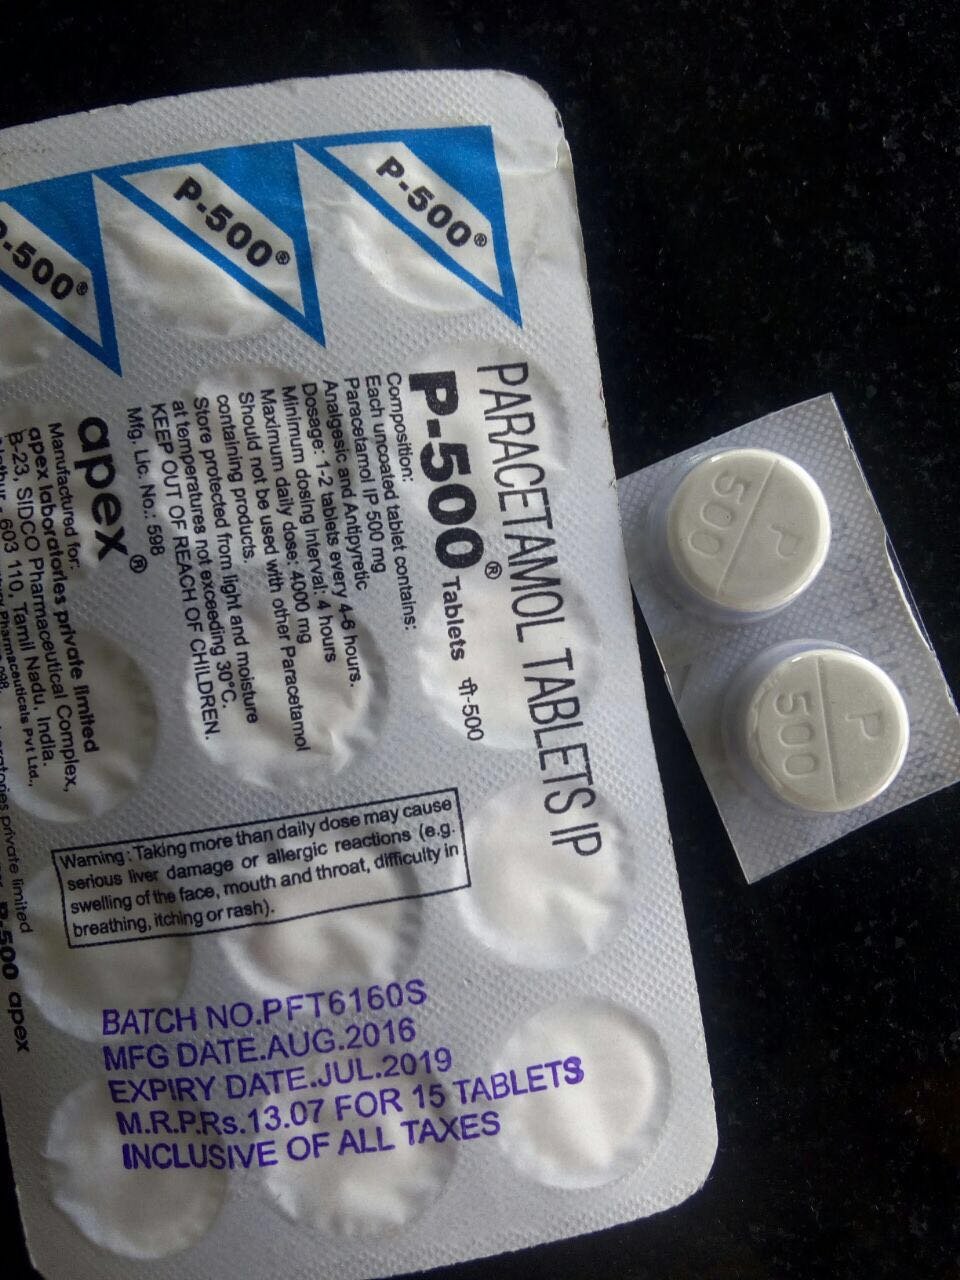 P-500®
P-500®
P-500®
PARACETAMOL TABLETS IP
P-500® Tablets पी-500
Composition:
Each uncoated tablet contains:
Paracetamol IP 500 mg
Analgesic and Antipyretic
Dosage: 1-2 tablets every 4-6 hours.
Minimum dosing Interval: 4 hours
Maximum daily dose: 4000 mg
Should not be used with other Paracetamol
containing products.
Store protected from light and moisture
at temperatures not exceeding 30°C.
KEEP OUT OF REACH OF CHILDREN.
Mfg. Lic. No.: 598
apex®
Manufactured for:
apex laboratories private limited
B-23, SIDCO Pharmaceutical Complex,
603 110, Tamil Nadu, India.
Pharmaceuticals Pvt Ltd.,
private limited
P-500 apex
Warning: Taking more than daily dose may cause
serious liver damage or allergic reactions (e.g.
swelling of the face, mouth and throat, difficulty in
breathing, itching or rash).
BATCH NO.PFT6160S
MFG DATE.AUG.2016
EXPIRY DATE.JUL.2019
M.R.P.Rs.13.07 FOR 15 TABLETS
INCLUSIVE OF ALL TAXES
P
500
P
500